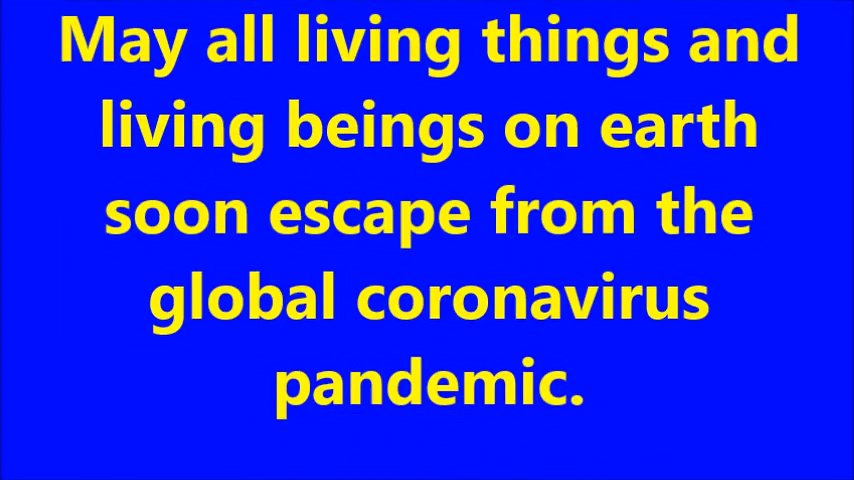 May all living things and
living beings on earth
soon escape from the
global coronavirus
pandemic.